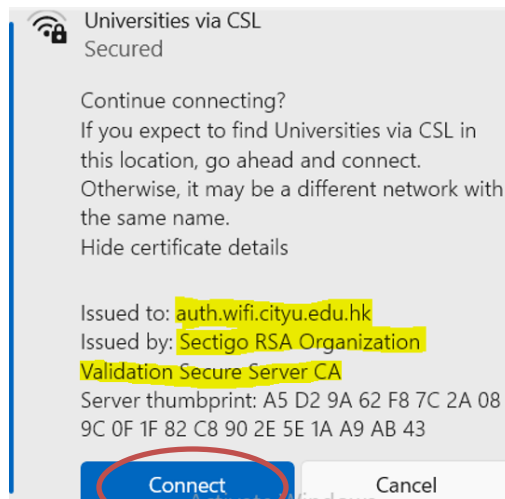 Universities via CSL
Secured
Continue connecting?
If you expect to find Universities via CSL in
this location, go ahead and connect.
Otherwise, it may be a different network with
the same name.
Hide certificate details
Issued to: auth.wifi.cityu.edu.hk
Issued by: Sectigo RSA Organization
Validation Secure Server CA
Server thumbprint: A5 D2 9A 62 F8 7C 2A 08
9C 0F 1F 82 C8 90 2E 5E 1A A9 AB 43
Connect Cancel